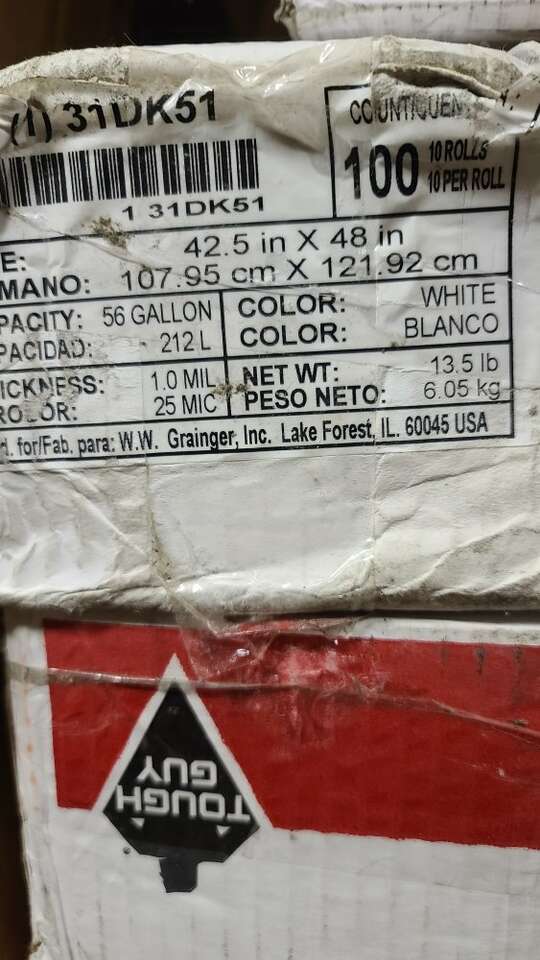 (1) 31DK51
1 31DK51
100 10 ROLLS
10 PER ROLL
E: 42.5 in X 48 in
MANO: 107.95 cm X 121.92 cm
PACITY: 56 GALLON COLOR: WHITE
PACIDAD: 212 L COLOR: BLANCO
ICKNESS: 1.0 MIL NET WT: 13.5 lb
ROSOR: 25 MIC PESO NETO: 6.05 kg
d. for/Fab. para: W.W. Grainger, Inc. Lake Forest, IL. 60045 USA
TOUGH
GUY